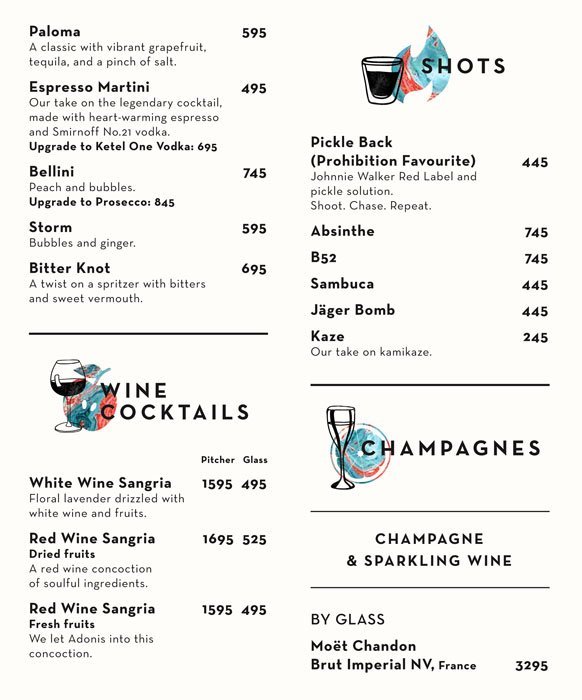 Paloma 595
A classic with vibrant grapefruit,
tequila, and a pinch of salt.
Espresso Martini 495
Our take on the legendary cocktail,
made with heart-warming espresso
and Smirnoff No.21 vodka.
Upgrade to Ketel One Vodka: 695
Bellini 745
Peach and bubbles.
Upgrade to Prosecco: 845
Storm 595
Bubbles and ginger.
Bitter Knot 695
A twist on a spritzer with bitters
and sweet vermouth.
WINE
COCKTAILS
Pitcher Glass
White Wine Sangria 1595 495
Floral lavender drizzled with
white wine and fruits.
Red Wine Sangria 1695 525
Dried fruits
A red wine concoction
of soulful ingredients.
Red Wine Sangria 1595 495
Fresh fruits
We let Adonis into this
concoction.
SHOTS
Pickle Back
(Prohibition Favourite) 445
Johnnie Walker Red Label and
pickle solution.
Shoot. Chase. Repeat.
Absinthe 745
B52 745
Sambuca 445
Jäger Bomb 445
Kaze 245
Our take on kamikaze.
CHAMPAGNES
CHAMPAGNE
& SPARKLING WINE
BY GLASS
Moët Chandon
Brut Imperial NV, France 3295